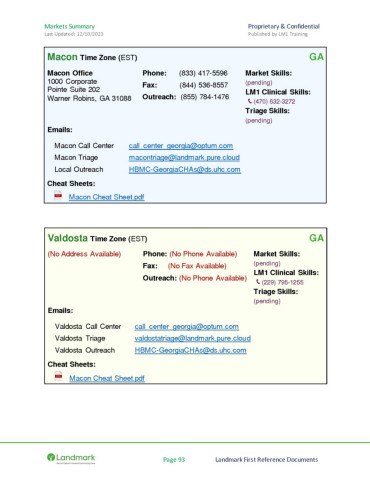 Markets Summary Proprietary & Confidential
Last Updated: 12/10/2023 Published by LM1 Training
Macon Time Zone (EST) GA
Macon Office Phone: (833) 417-5596 Market Skills:
1000 Corporate Fax: (844) 536-8557 (pending)
Pointe Suite 202 LM1 Clinical Skills:
Warner Robins, GA 31088 Outreach: (855) 784-1476 (470) 632-3272
Triage Skills:
(pending)
Emails:
Macon Call Center call_center_georgia@optum.com
Macon Triage macontriage@landmark.pure.cloud
Local Outreach HBMC-GeorgiaCHAs@ds.uhc.com
Cheat Sheets:
Macon Cheat Sheet.pdf
Valdosta Time Zone (EST) GA
(No Address Available) Phone: (No Phone Available) Market Skills:
Fax: (No Fax Available) (pending)
LM1 Clinical Skills:
Outreach: (No Phone Available) (229) 795-1255
Triage Skills:
(pending)
Emails:
Valdosta Call Center call_center_georgia@optum.com
Valdosta Triage valdostatriage@landmark.pure.cloud
Valdosta Outreach HBMC-GeorgiaCHAs@ds.uhc.com
Cheat Sheets:
Macon Cheat Sheet.pdf
Landmark Page 93 Landmark First Reference Documents